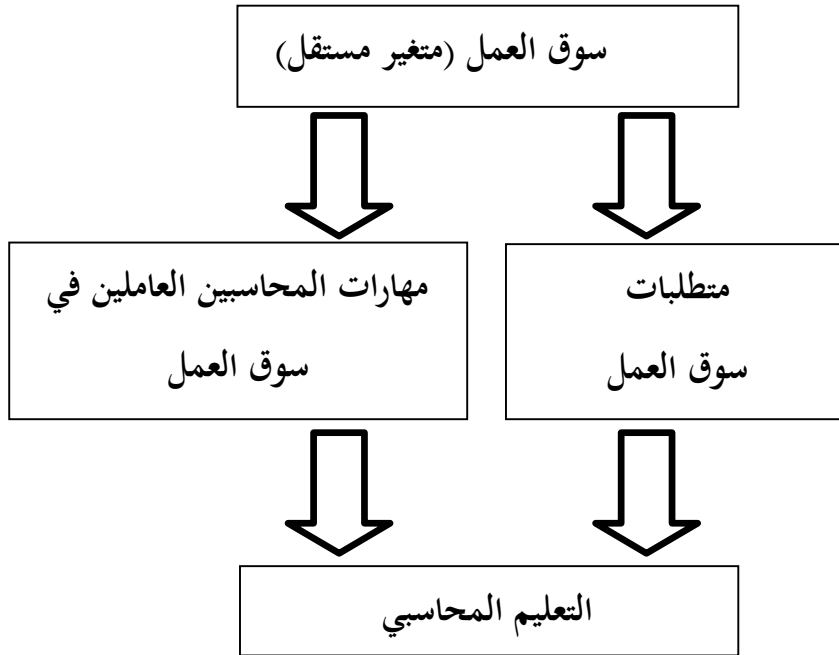 سوق العمل (متغير مستقل)
متطلبات
سوق العمل
مهارات المحاسبين العاملين في
سوق العمل
التعليم المحاسبي